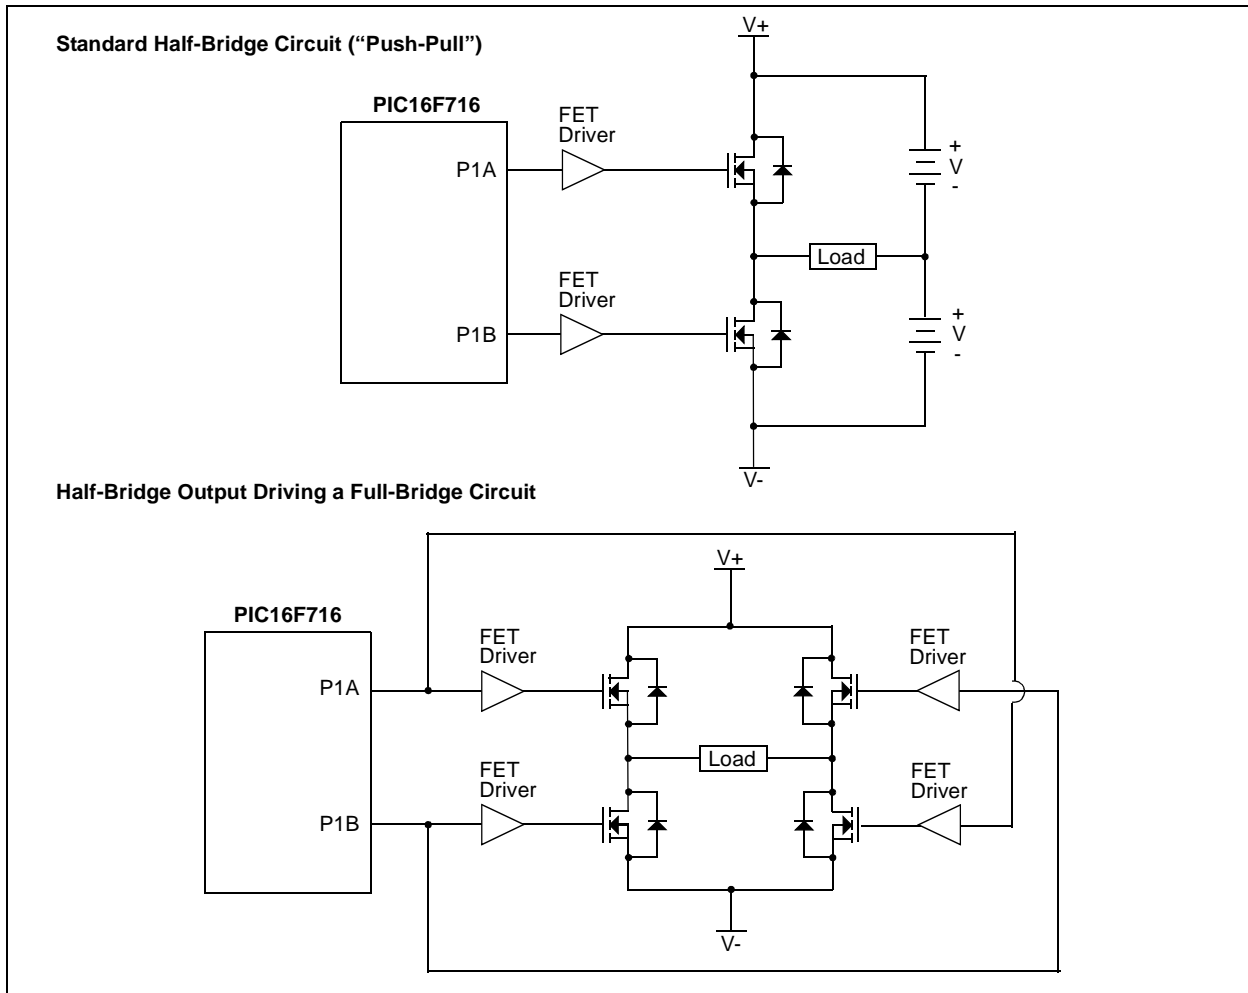 V+
Standard Half-Bridge Circuit (“Push-Pull”)
PIC16F716
FET
Driver
P1A
+
V
-
Load
FET
Driver
P1B
+
V
-
V-
Half-Bridge Output Driving a Full-Bridge Circuit
V+
PIC16F716
FET
Driver
FET
Driver
P1A
Load
FET
Driver
FET
Driver
P1B
V-